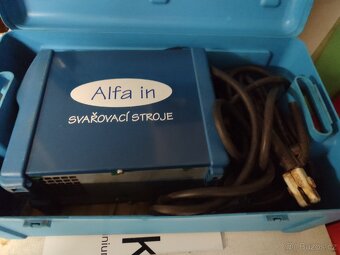 Alfa in
SVAŘOVACÍ STROJE
K